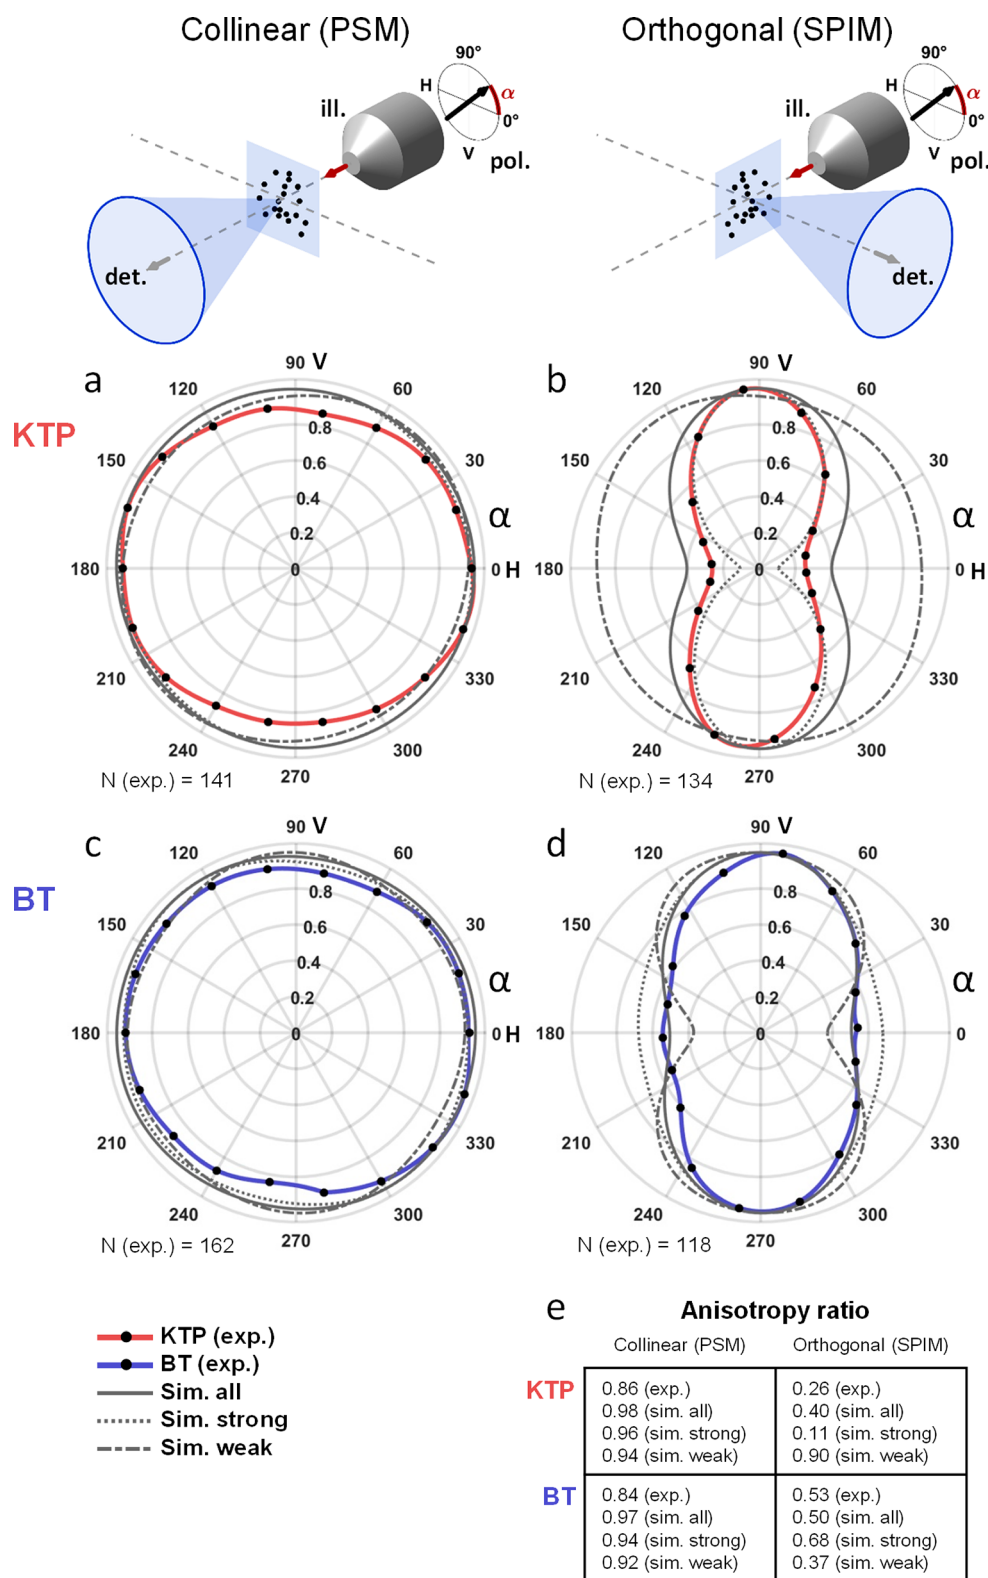 Collinear (PSM)
Orthogonal (SPIM)
90°
H
α
0°
V
ill.
pol.
det.
90°
H
α
0°
V
ill.
pol.
det.
KTP
a
90 V
120
60
150
30
0.8
0.6
0.4
0.2
0
α
180
0 H
210
330
240
300
270
N (exp.) = 141
b
90 V
120
60
150
30
0.8
0.6
0.4
0.2
0
α
180
0 H
210
330
240
300
270
N (exp.) = 134
BT
c
90 V
120
60
150
30
0.8
0.6
0.4
0.2
0
α
180
0 H
210
330
240
300
270
N (exp.) = 162
d
90 V
120
60
150
30
0.8
0.6
0.4
0.2
0
α
180
0
210
330
240
300
270
N (exp.) = 118
KTP (exp.)
BT (exp.)
Sim. all
Sim. strong
Sim. weak
e
Anisotropy ratio
Collinear (PSM)
Orthogonal (SPIM)
KTP
0.86 (exp.)
0.98 (sim. all)
0.96 (sim. strong)
0.94 (sim. weak)
0.26 (exp.)
0.40 (sim. all)
0.11 (sim. strong)
0.90 (sim. weak)
BT
0.84 (exp.)
0.97 (sim. all)
0.94 (sim. strong)
0.92 (sim. weak)
0.53 (exp.)
0.50 (sim. all)
0.68 (sim. strong)
0.37 (sim. weak)